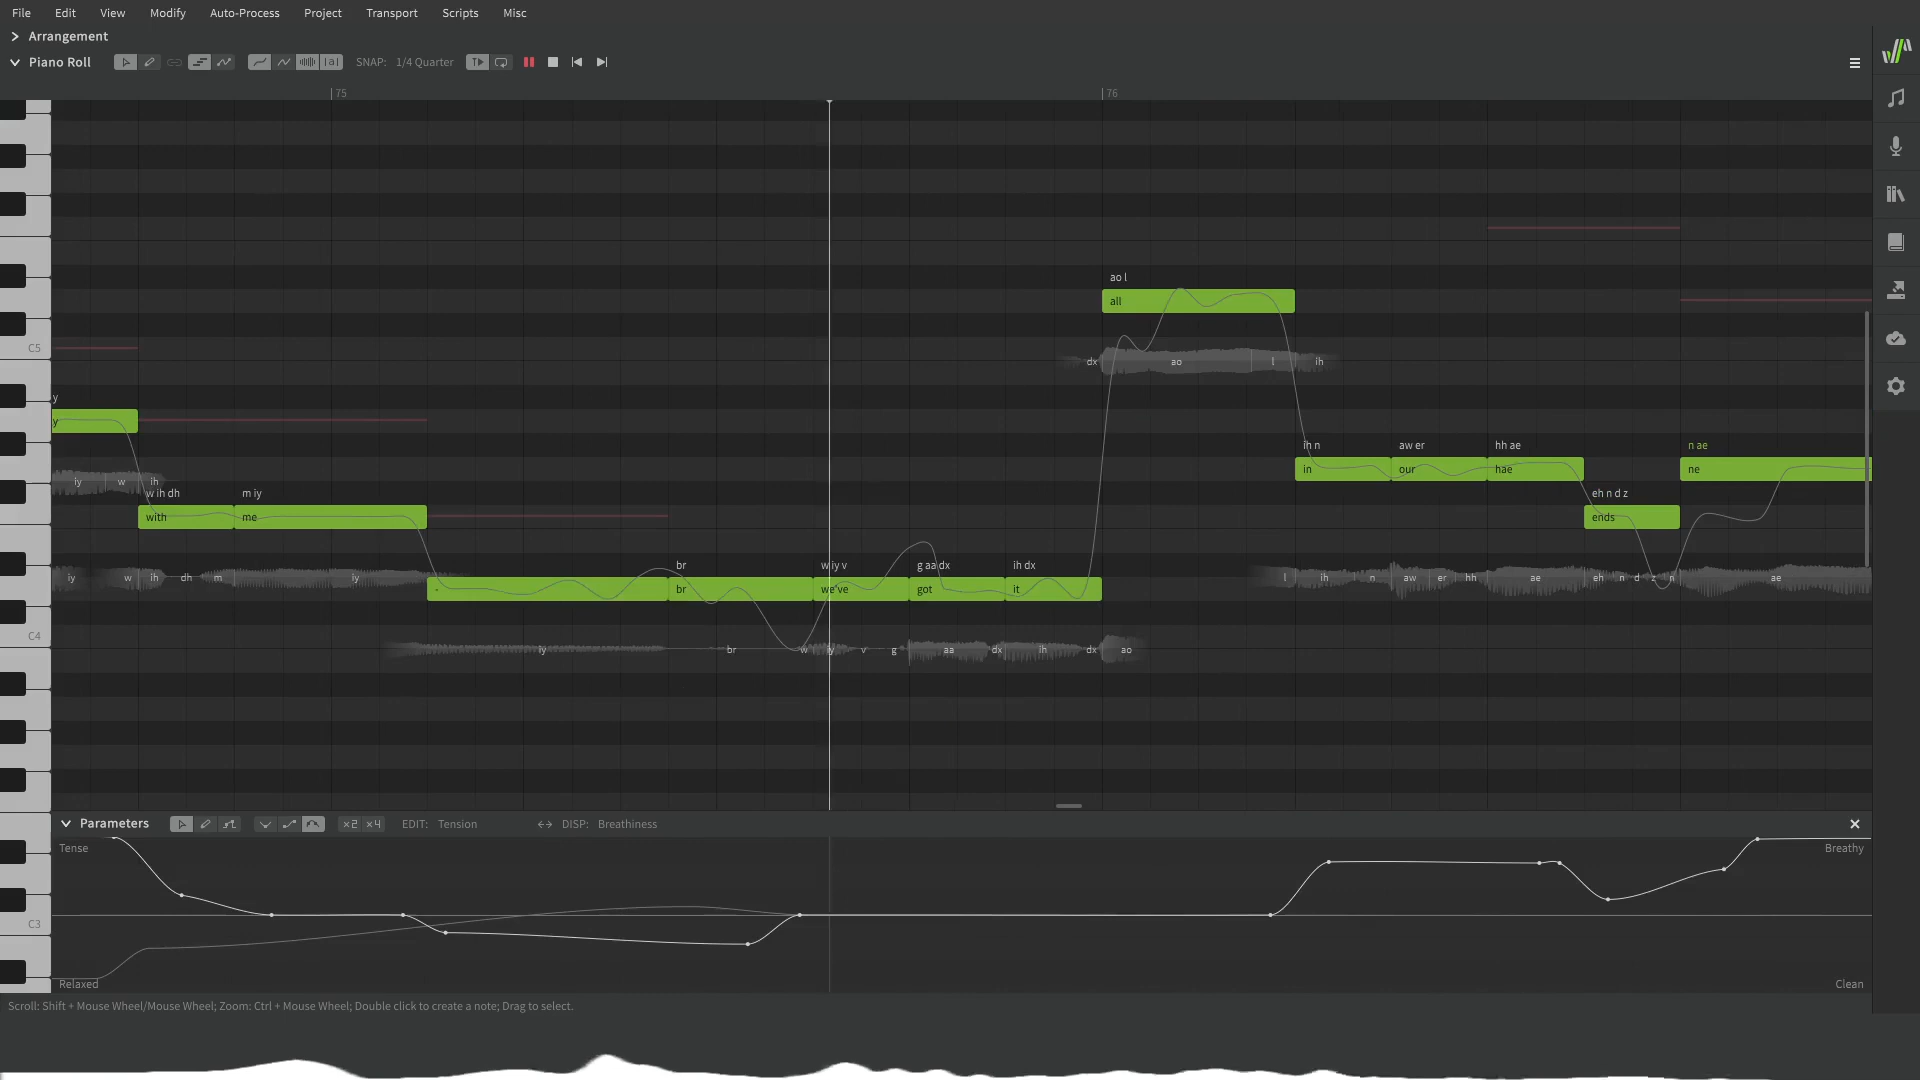 File Edit View Modify Auto-Process Project Transport Scripts Misc
Arrangement
Piano Roll SNAP: 1/4 Quarter
75 76
ao l
all
C5
dx ao l ih
y
y
ih n aw er hh ae n ae
in our hae ne
iy w ih
w ih dh m iy eh n d z
with me ends
br w iy v g aa dx ih dx
iy w ih dh m iy l ih n aw er hh ae eh n d z n ae
- br we've got it
C4
iy br w iy v g aa dx ih dx ao
Parameters x2 x4 EDIT: Tension DISP: Breathiness
Tense Breathy
C3
Relaxed Clean
Scroll: Shift + Mouse Wheel/Mouse Wheel; Zoom: Ctrl + Mouse Wheel; Double click to create a note; Drag to select.